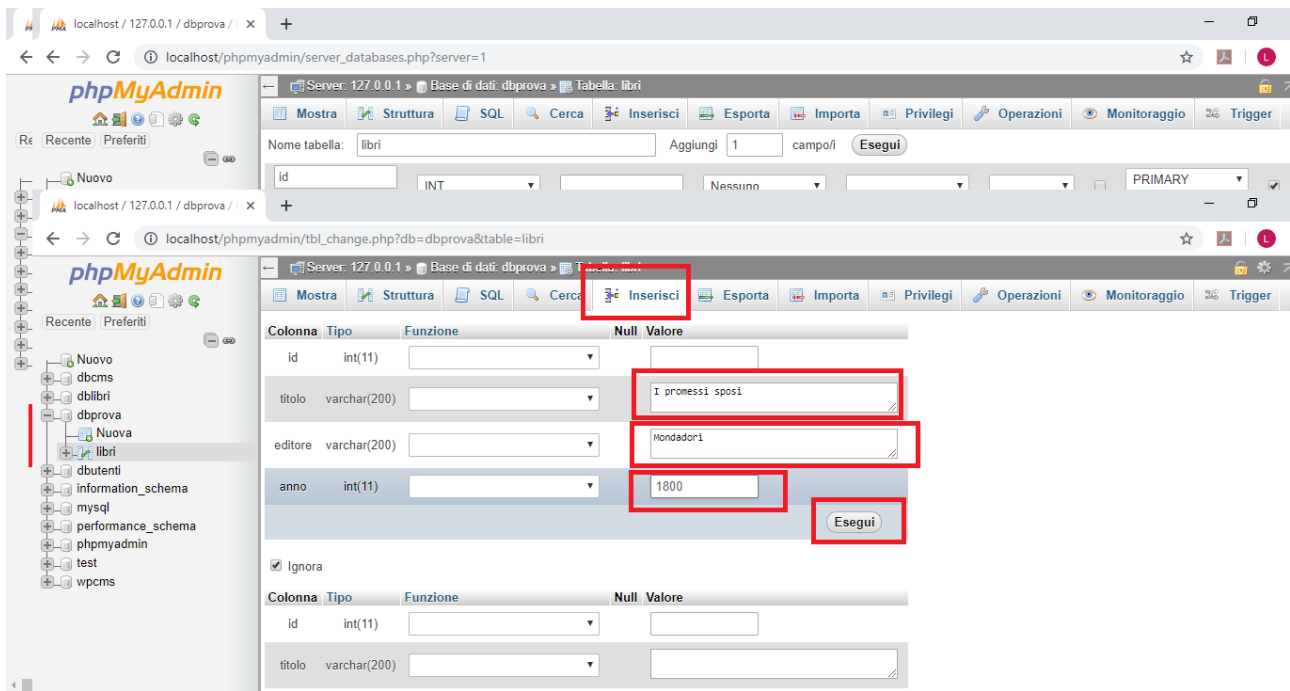 localhost / 127.0.0.1 / dbprova / l
localhost/phpmyadmin/server_databases.php?server=1
L
phpMyAdmin
Re Recente Preferiti
Nuovo
Server: 127.0.0.1 » Base di dati: dbprova » Tabella: libri
Mostra Struttura SQL Cerca Inserisci Esporta Importa Privilegi Operazioni Monitoraggio Trigger
Nome tabella: libri Aggiungi 1 campo/i Esegui
id INT Nessuno PRIMARY
localhost / 127.0.0.1 / dbprova / l
localhost/phpmyadmin/tbl_change.php?db=dbprova&table=libri
L
phpMyAdmin
Recente Preferiti
Nuovo
dbcms
dblibri
dbprova
Nuova
libri
dbutenti
information_schema
mysql
performance_schema
phpmyadmin
test
wpcms
Server: 127.0.0.1 » Base di dati: dbprova » Tabella: libri
Mostra Struttura SQL Cerca Inserisci Esporta Importa Privilegi Operazioni Monitoraggio Trigger
Colonna Tipo Funzione Null Valore
id int(11)
titolo varchar(200) I promessi sposi
editore varchar(200) Mondadori
anno int(11) 1800
Esegui
Ignora
Colonna Tipo Funzione Null Valore
id int(11)
titolo varchar(200)